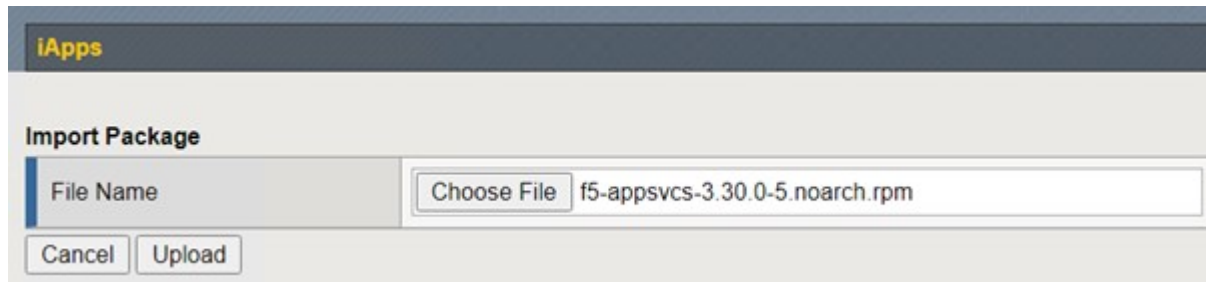 iApps
Import Package
File Name Choose File f5-appsvcs-3.30.0-5.noarch.rpm
Cancel Upload